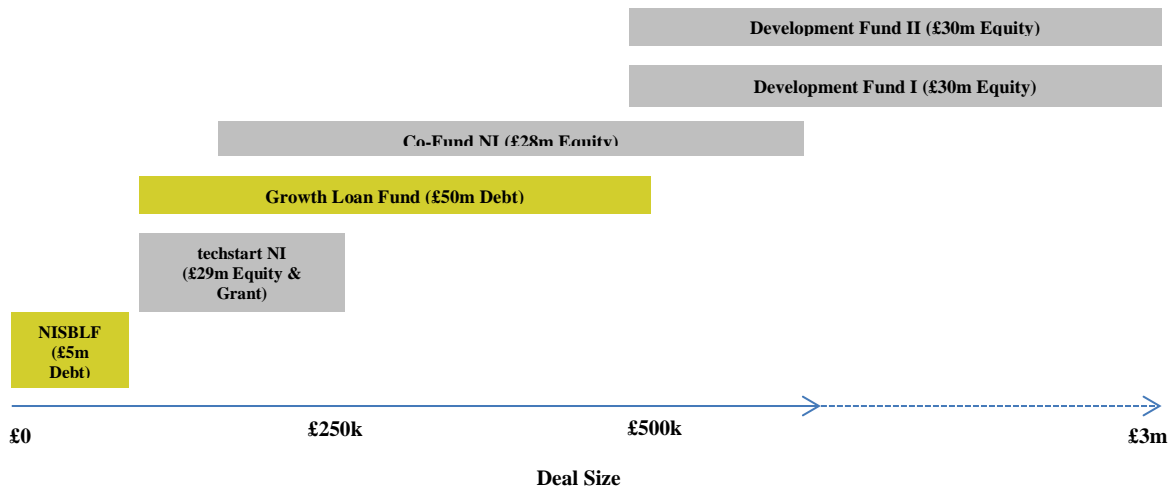 Development Fund II (£30m Equity)
Development Fund I (£30m Equity)
Co-Fund NI (£28m Equity)
Growth Loan Fund (£50m Debt)
techstart NI
(£29m Equity &
Grant)
NISBLF
(£5m
Debt)
£0
£250k
£500k
£3m
Deal Size